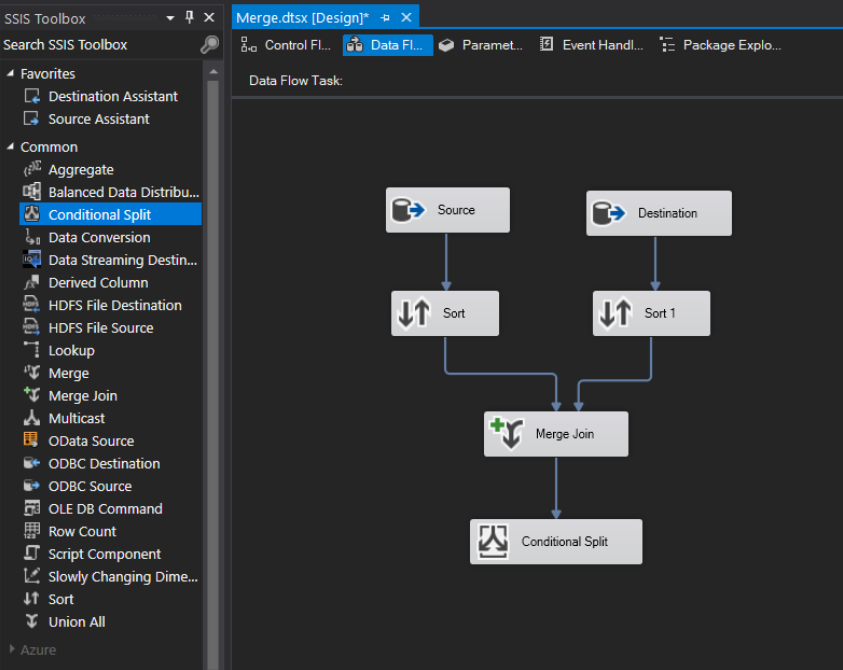 SSIS Toolbox
Search SSIS Toolbox
Favorites
Destination Assistant
Source Assistant
Common
Aggregate
Balanced Data Distribu...
Conditional Split
Data Conversion
Data Streaming Destin...
Derived Column
HDFS File Destination
HDFS File Source
Lookup
Merge
Merge Join
Multicast
OData Source
ODBC Destination
ODBC Source
OLE DB Command
Row Count
Script Component
Slowly Changing Dime...
Sort
Union All
Azure
Merge.dtsx [Design]*
Control Fl... Data Fl... Paramet... Event Handl... Package Explo...
Data Flow Task:
Source
Destination
Sort
Sort 1
Merge Join
Conditional Split